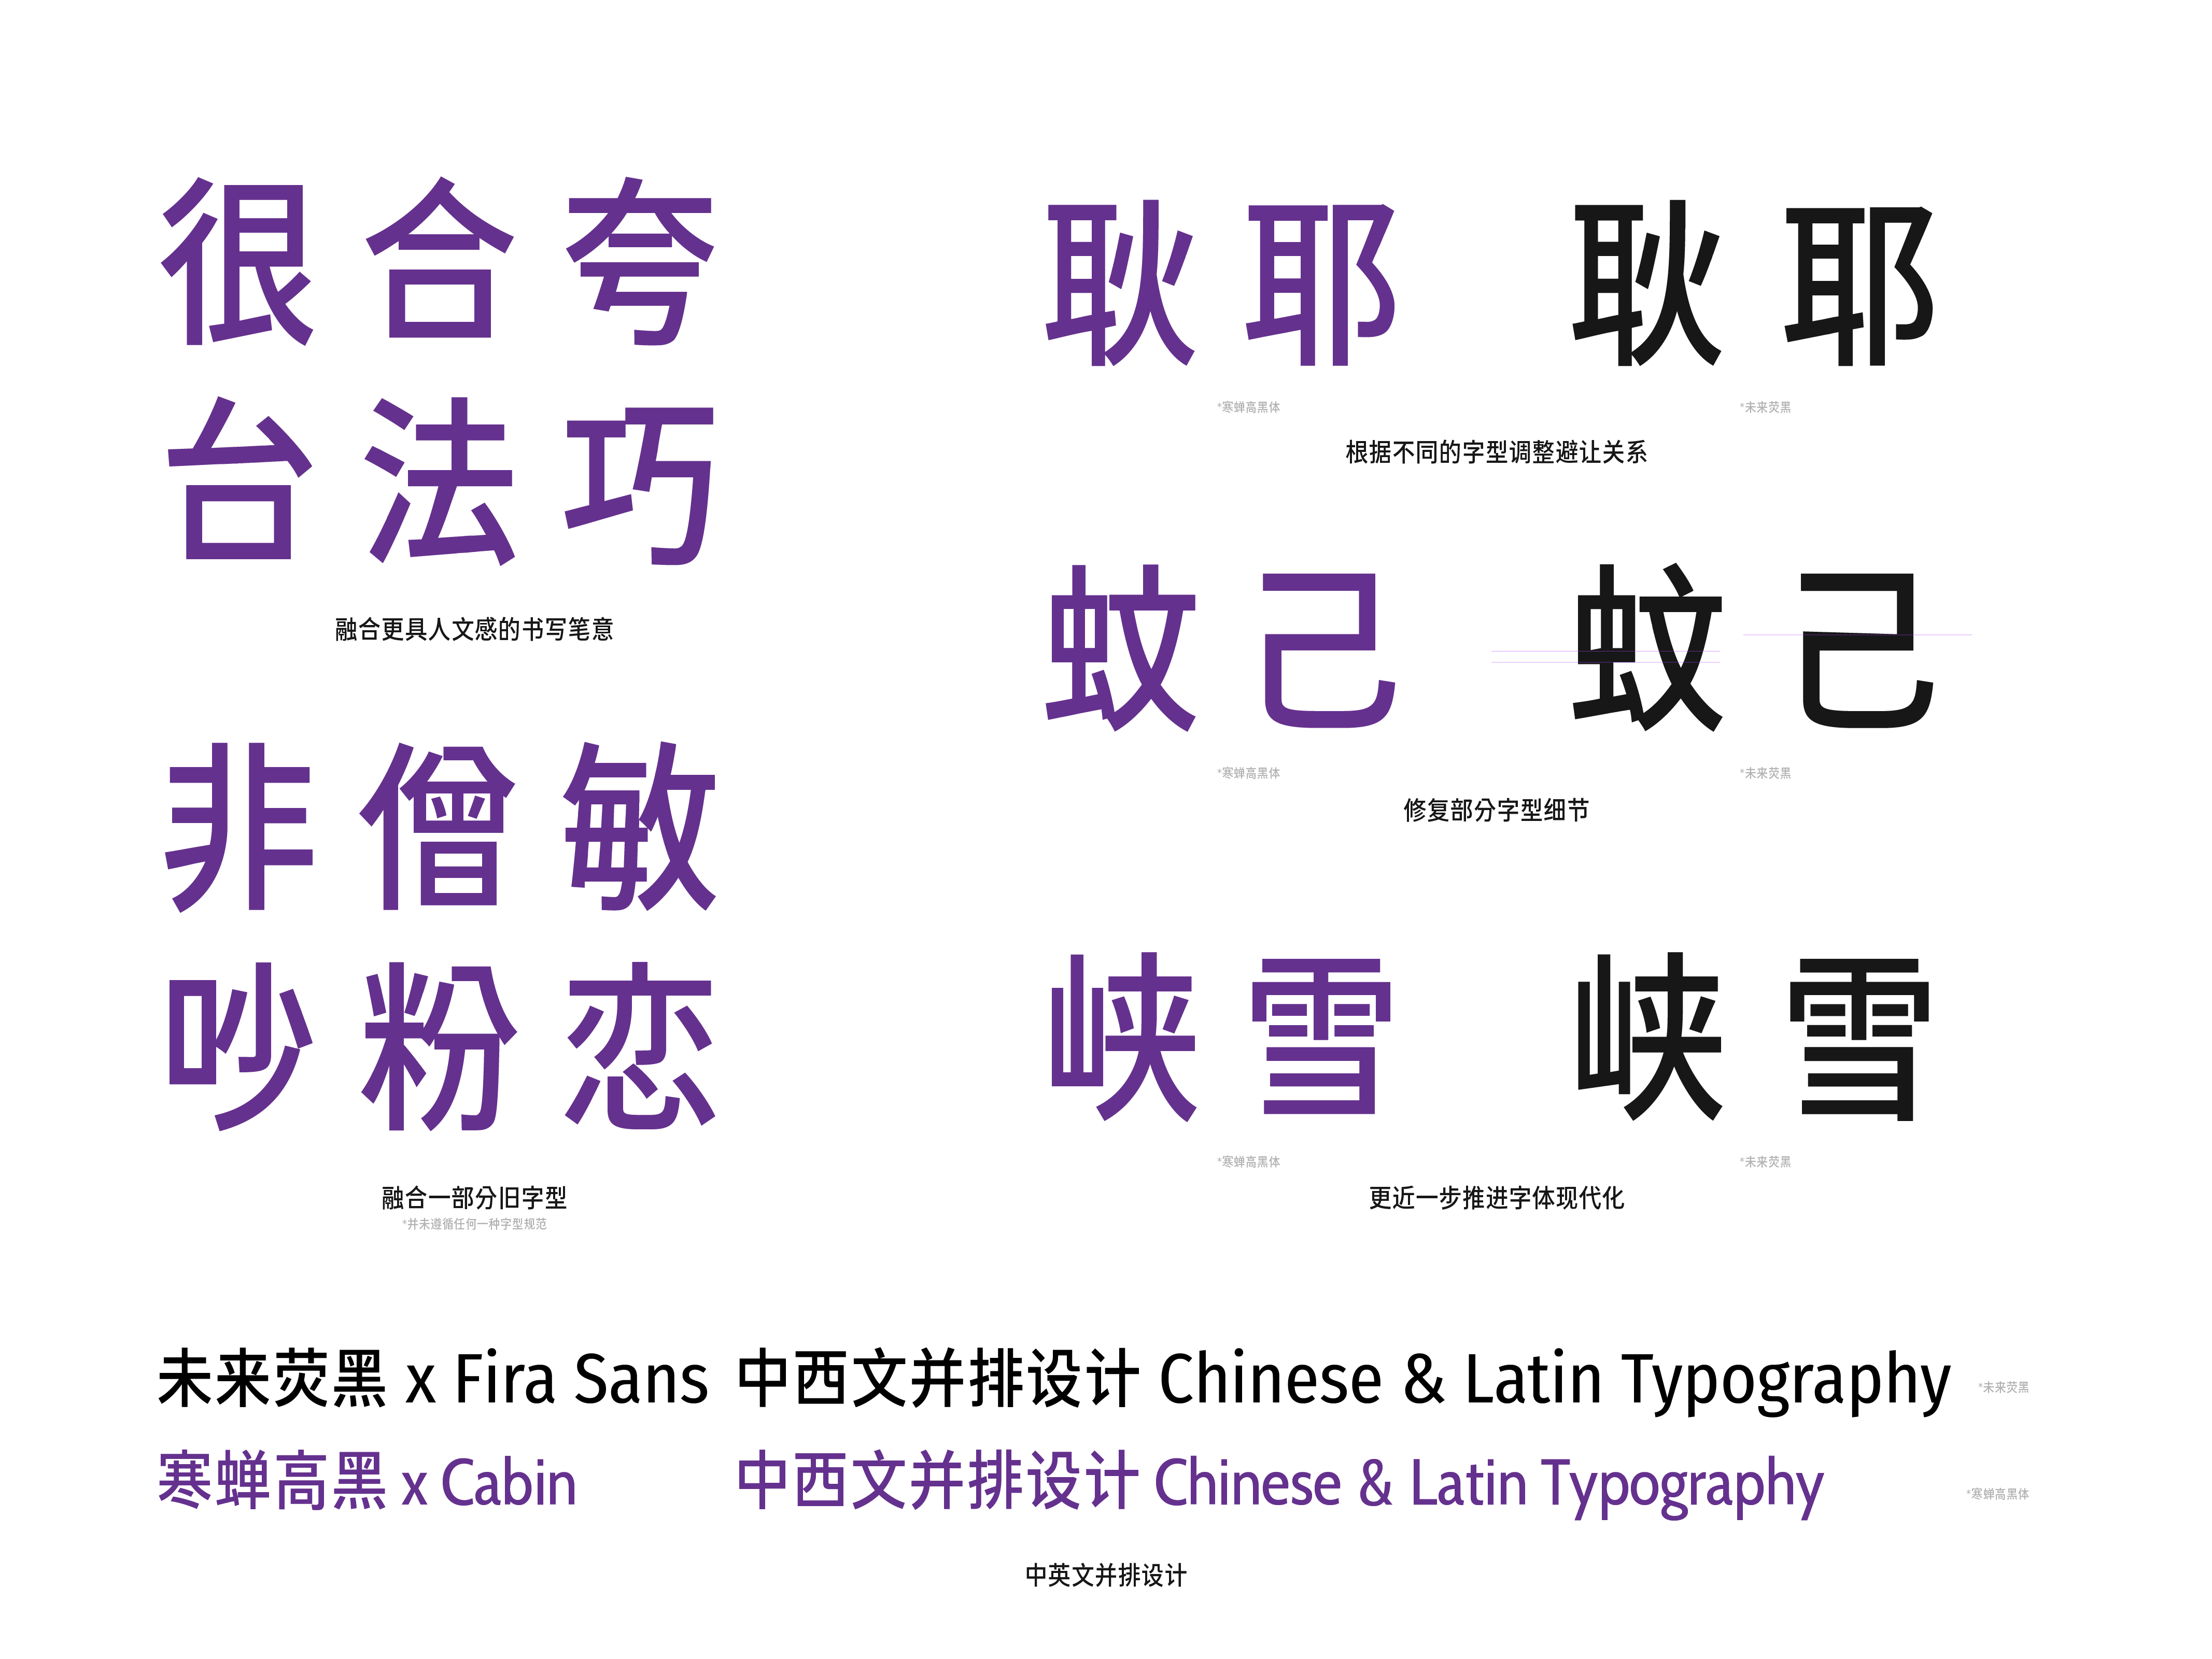 很合夸
台法巧
融合更具人文感的书写笔意
非僧敏
吵粉恋
融合一部分旧字型
*并未遵循任何一种字型规范
耿耶 耿耶
*寒蝉高黑体 *未来荧黑
根据不同的字型调整避让关系
蚊己 蚊己
*寒蝉高黑体 *未来荧黑
修复部分字型细节
峡雪 峡雪
*寒蝉高黑体 *未来荧黑
更近一步推进字体现代化
未来荧黑 x Fira Sans 中西文并排设计 Chinese & Latin Typography *未来荧黑
寒蝉高黑 x Cabin 中西文并排设计 Chinese & Latin Typography *寒蝉高黑体
中英文并排设计